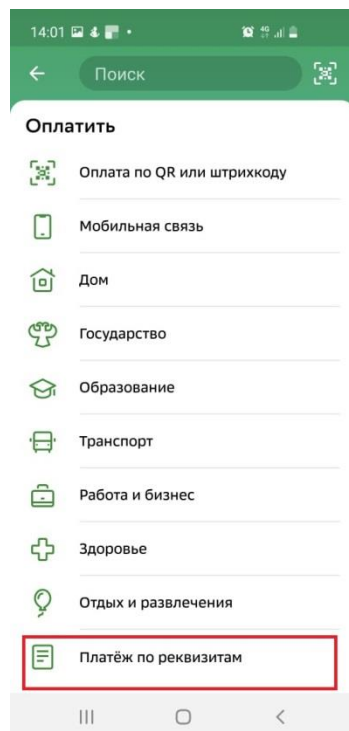 14:01
4G
Поиск
Оплатить
Оплата по QR или штрихкоду
Мобильная связь
Дом
Государство
Образование
Транспорт
Работа и бизнес
Здоровье
Отдых и развлечения
Платёж по реквизитам